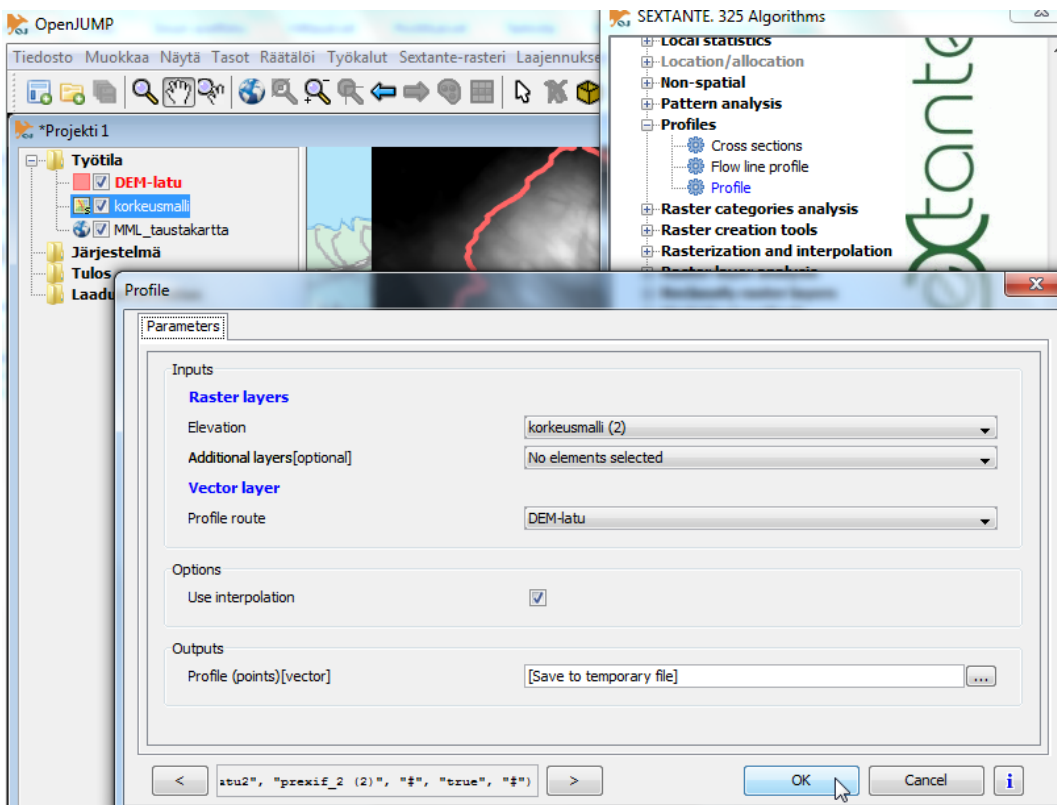 OpenJUMP
Tiedosto Muokkaa Näytä Tasot Räätälöi Työkalut Sextante-rasteri Laajennukse
*Projekti 1
Työtila
DEM-latu
korkeusmalli
MML_taustakartta
Järjestelmä
Tulos
Laadu
SEXTANTE. 325 Algorithms
Local statistics
Location/allocation
Non-spatial
Pattern analysis
Profiles
Cross sections
Flow line profile
Profile
Raster categories analysis
Raster creation tools
Rasterization and interpolation
Profile
Parameters
Inputs
Raster layers
Elevation
korkeusmalli (2)
Additional layers[optional]
No elements selected
Vector layer
Profile route
DEM-latu
Options
Use interpolation
Outputs
Profile (points)[vector]
[Save to temporary file]
...
<
atu2", "prexif_2 (2)", "‡", "true", "‡")
>
OK
Cancel
i